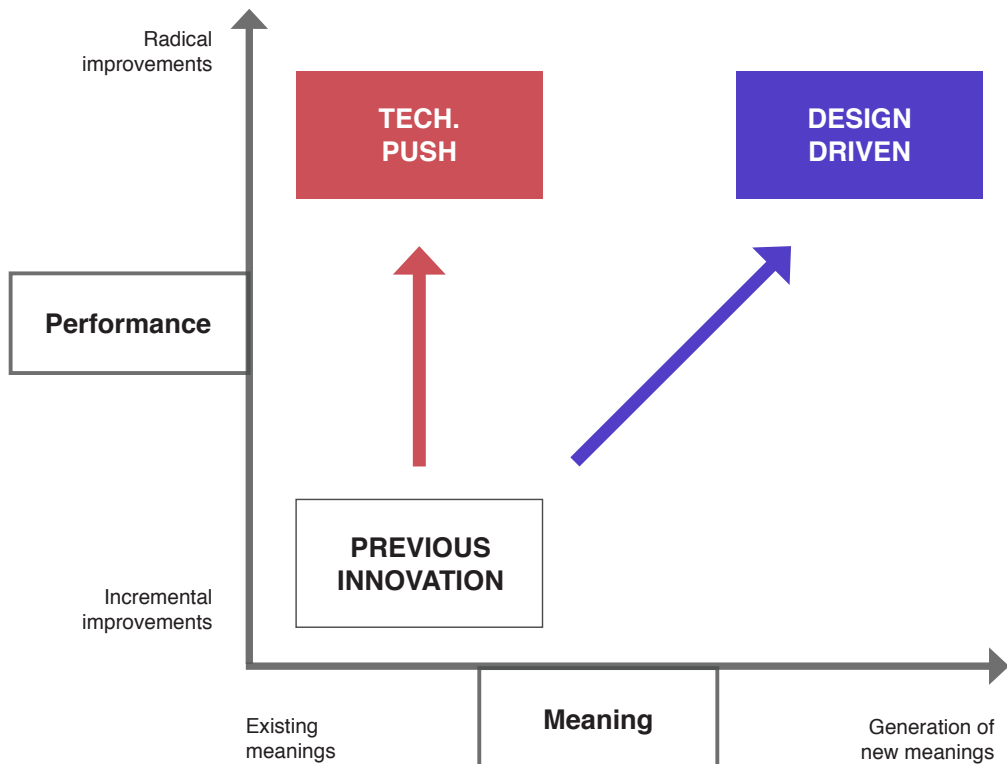 Radical
improvements
TECH.
PUSH
DESIGN
DRIVEN
Performance
PREVIOUS
INNOVATION
Incremental
improvements
Existing
meanings
Meaning
Generation of
new meanings